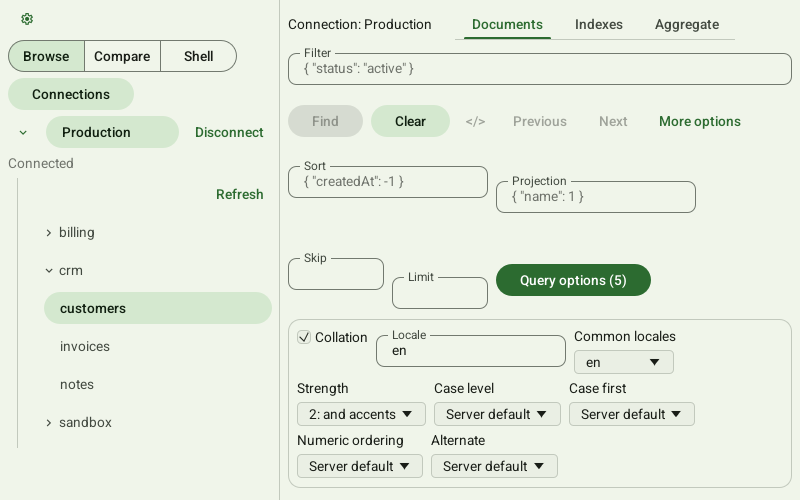 Browse
Compare
Shell
Connections
Production
Disconnect
Connected
Refresh
billing
crm
customers
invoices
notes
sandbox
Connection: Production
Documents
Indexes
Aggregate
Filter
{ "status": "active" }
Find
Clear
</>
Previous
Next
More options
Sort
{ "createdAt": -1 }
Projection
{ "name": 1 }
Skip
Limit
Query options (5)
Collation
Locale
en
Common locales
en
Strength
2: and accents
Case level
Server default
Case first
Server default
Numeric ordering
Server default
Alternate
Server default